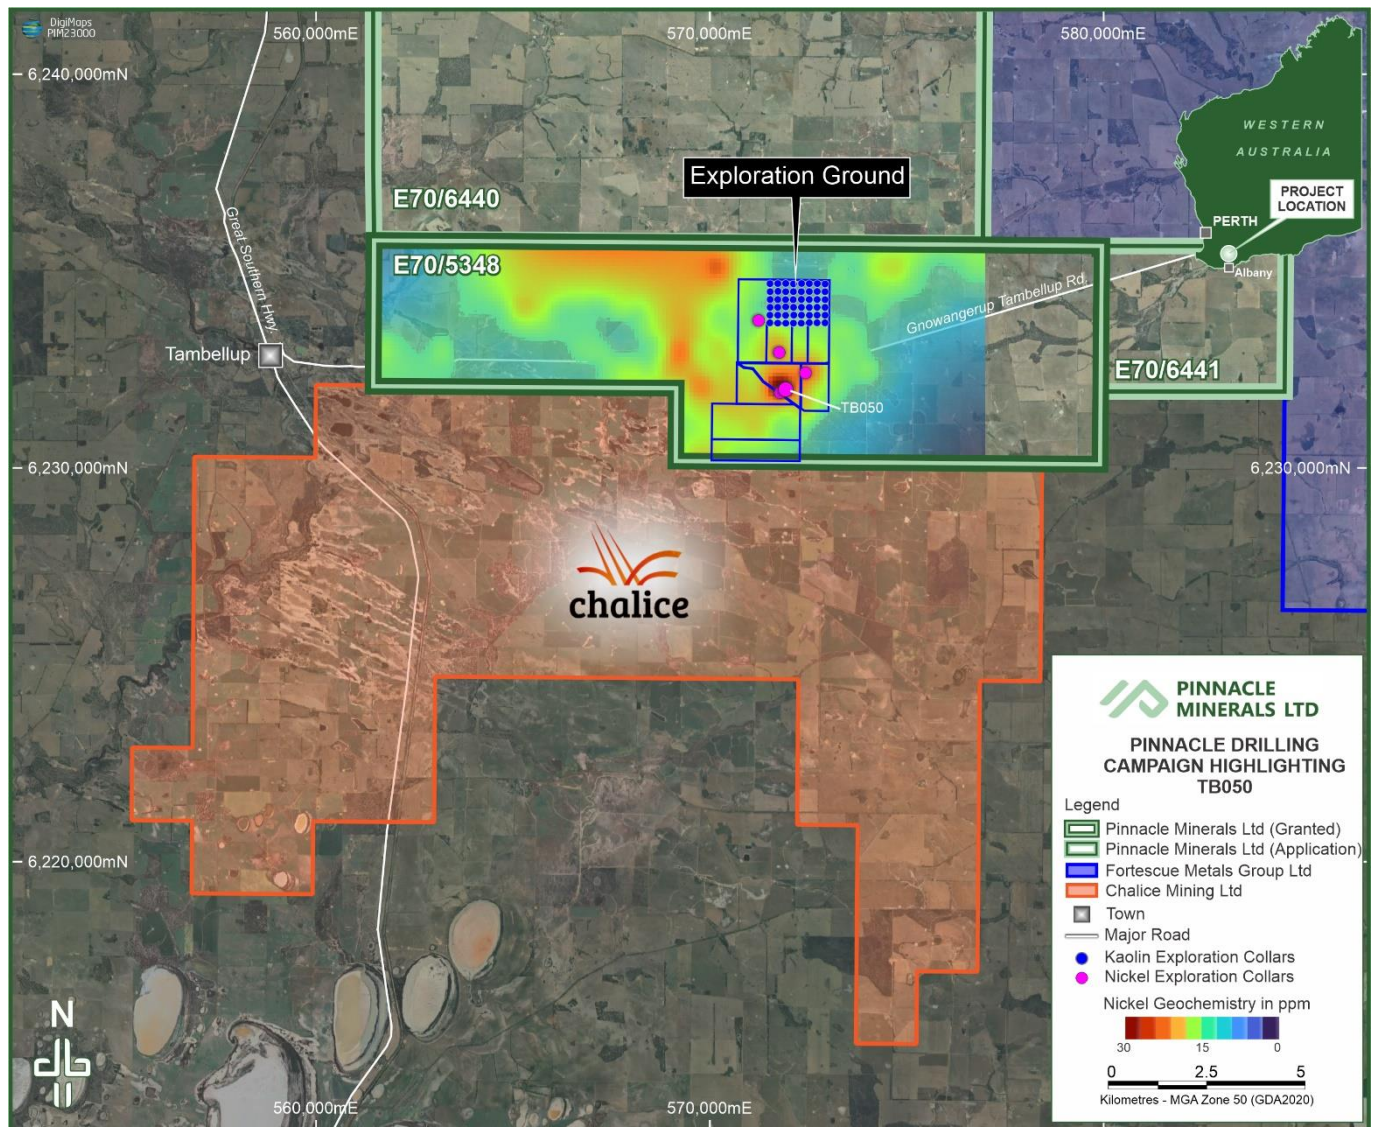 DigiMaps
PIM23000
560,000mE
570,000mE
580,000mE
6,240,000mN
WESTERN
AUSTRALIA
Exploration Ground
PROJECT
LOCATION
E70/6440
PERTH
Albany
E70/5348
Great Southern Hwy.
Gnowangerup Tambellup Rd.
Tambellup
E70/6441
TB050
6,230,000mN
6,230,000mN
chalice
PINNACLE
MINERALS LTD
PINNACLE DRILLING
CAMPAIGN HIGHLIGHTING
TB050
Legend
Pinnacle Minerals Ltd (Granted)
Pinnacle Minerals Ltd (Application)
Fortescue Metals Group Ltd
Chalice Mining Ltd
Town
Major Road
Kaolin Exploration Collars
Nickel Exploration Collars
Nickel Geochemistry in ppm
30 15 0
0 2.5 5
Kilometres - MGA Zone 50 (GDA2020)
6,220,000mN
N
560,000mE
570,000mE